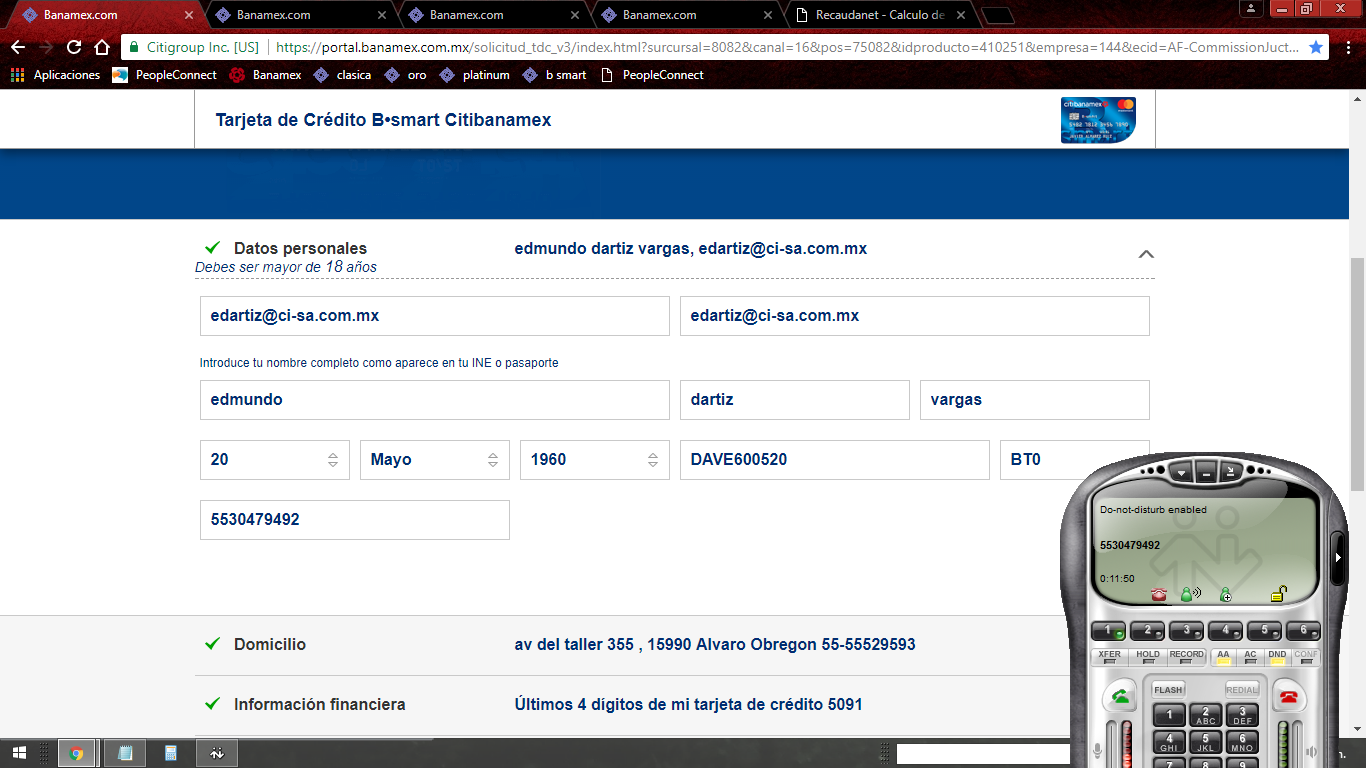 Banamex.com
Banamex.com
Banamex.com
Banamex.com
Recaudanet - Calculo de
Citigroup Inc. [US] https://portal.banamex.com.mx/solicitud_tdc_v3/index.html?surcursal=8082&canal=16&pos=75082&idproducto=410251&empresa=144&ecid=AF-CommissionJuct...
Aplicaciones PeopleConnect Banamex clasica oro platinum b smart PeopleConnect
Tarjeta de Crédito B•smart Citibanamex
citibanamex
Datos personales edmundo dartiz vargas, edartiz@ci-sa.com.mx
Debes ser mayor de 18 años
edartiz@ci-sa.com.mx edartiz@ci-sa.com.mx
Introduce tu nombre completo como aparece en tu INE o pasaporte
edmundo dartiz vargas
20 Mayo 1960 DAVE600520 BT0
5530479492
Do-not-disturb enabled
5530479492
0:11:50
1 2 3 4 5 6
XFER HOLD RECORD AA AC DND CONF
FLASH REDIAL
1 2 ABC 3 DEF
4 GHI 5 JKL 6 MNO
7 8 9
Domicilio av del taller 355 , 15990 Alvaro Obregon 55-55529593
Información financiera Últimos 4 dígitos de mi tarjeta de crédito 5091